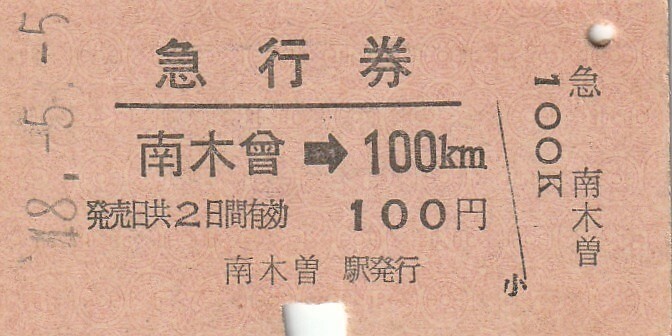 48.-5.-5
急行券
南木曽➡100km
発売日共2日間有効 100円
南木曽 駅発行
急 南木曽
100K
小